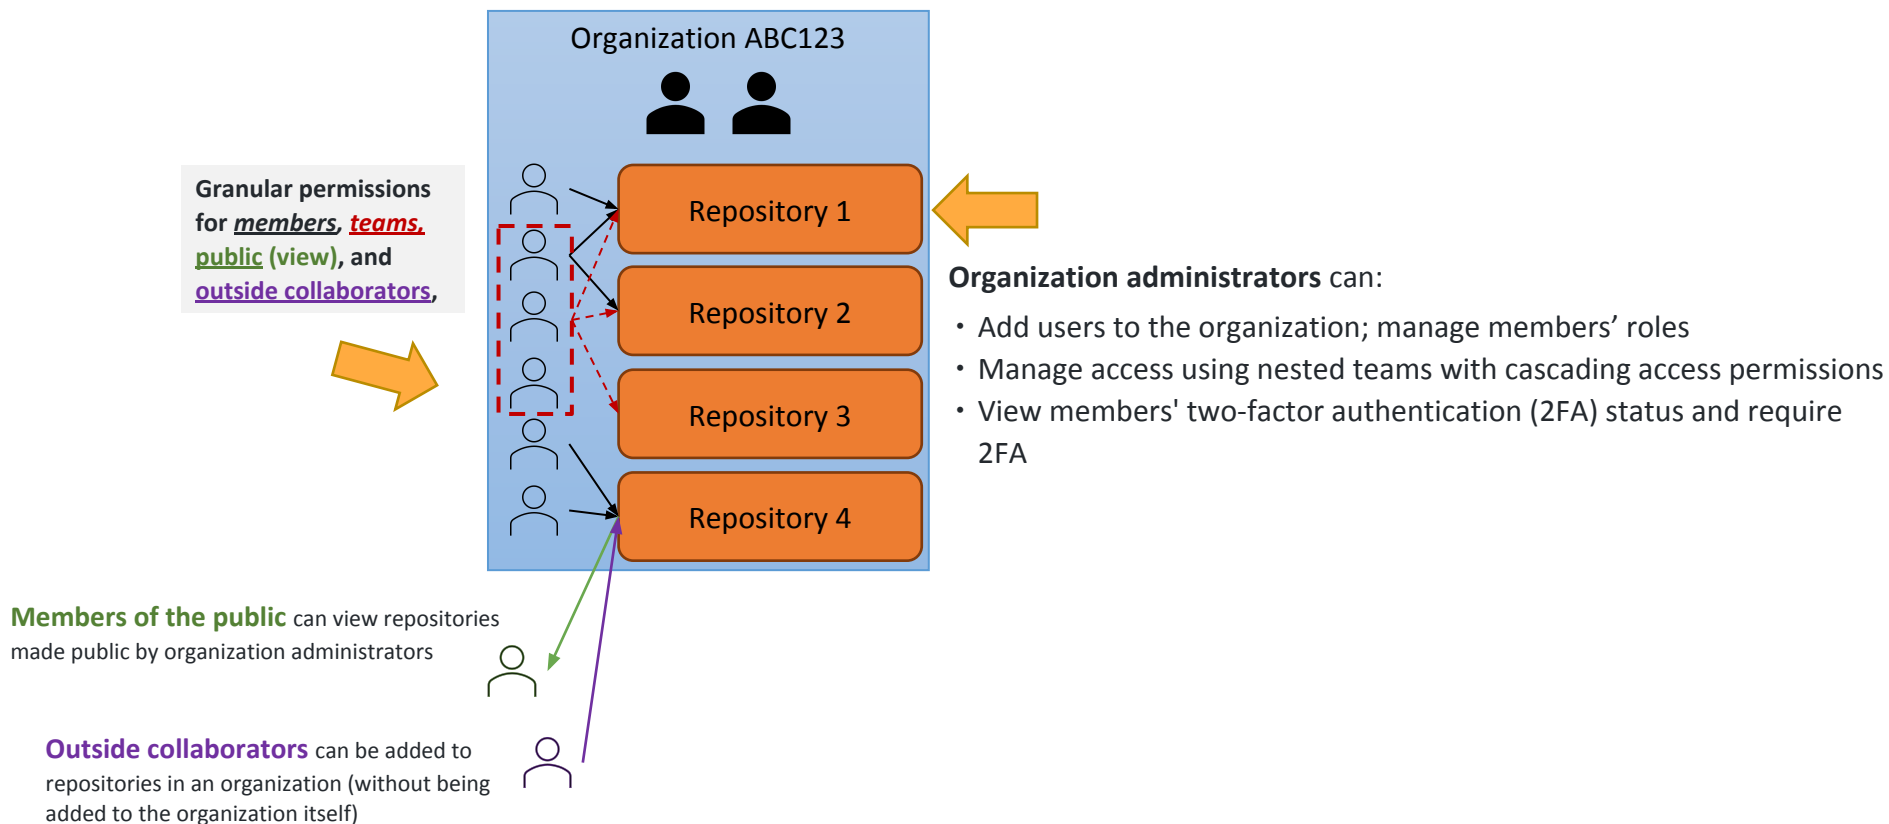 Organization ABC123
Granular permissions
for members, teams,
public (view), and
outside collaborators,
Repository 1
Repository 2
Repository 3
Repository 4
Organization administrators can:
• Add users to the organization; manage members’ roles
• Manage access using nested teams with cascading access permissions
• View members' two-factor authentication (2FA) status and require
2FA
Members of the public can view repositories
made public by organization administrators
Outside collaborators can be added to
repositories in an organization (without being
added to the organization itself)